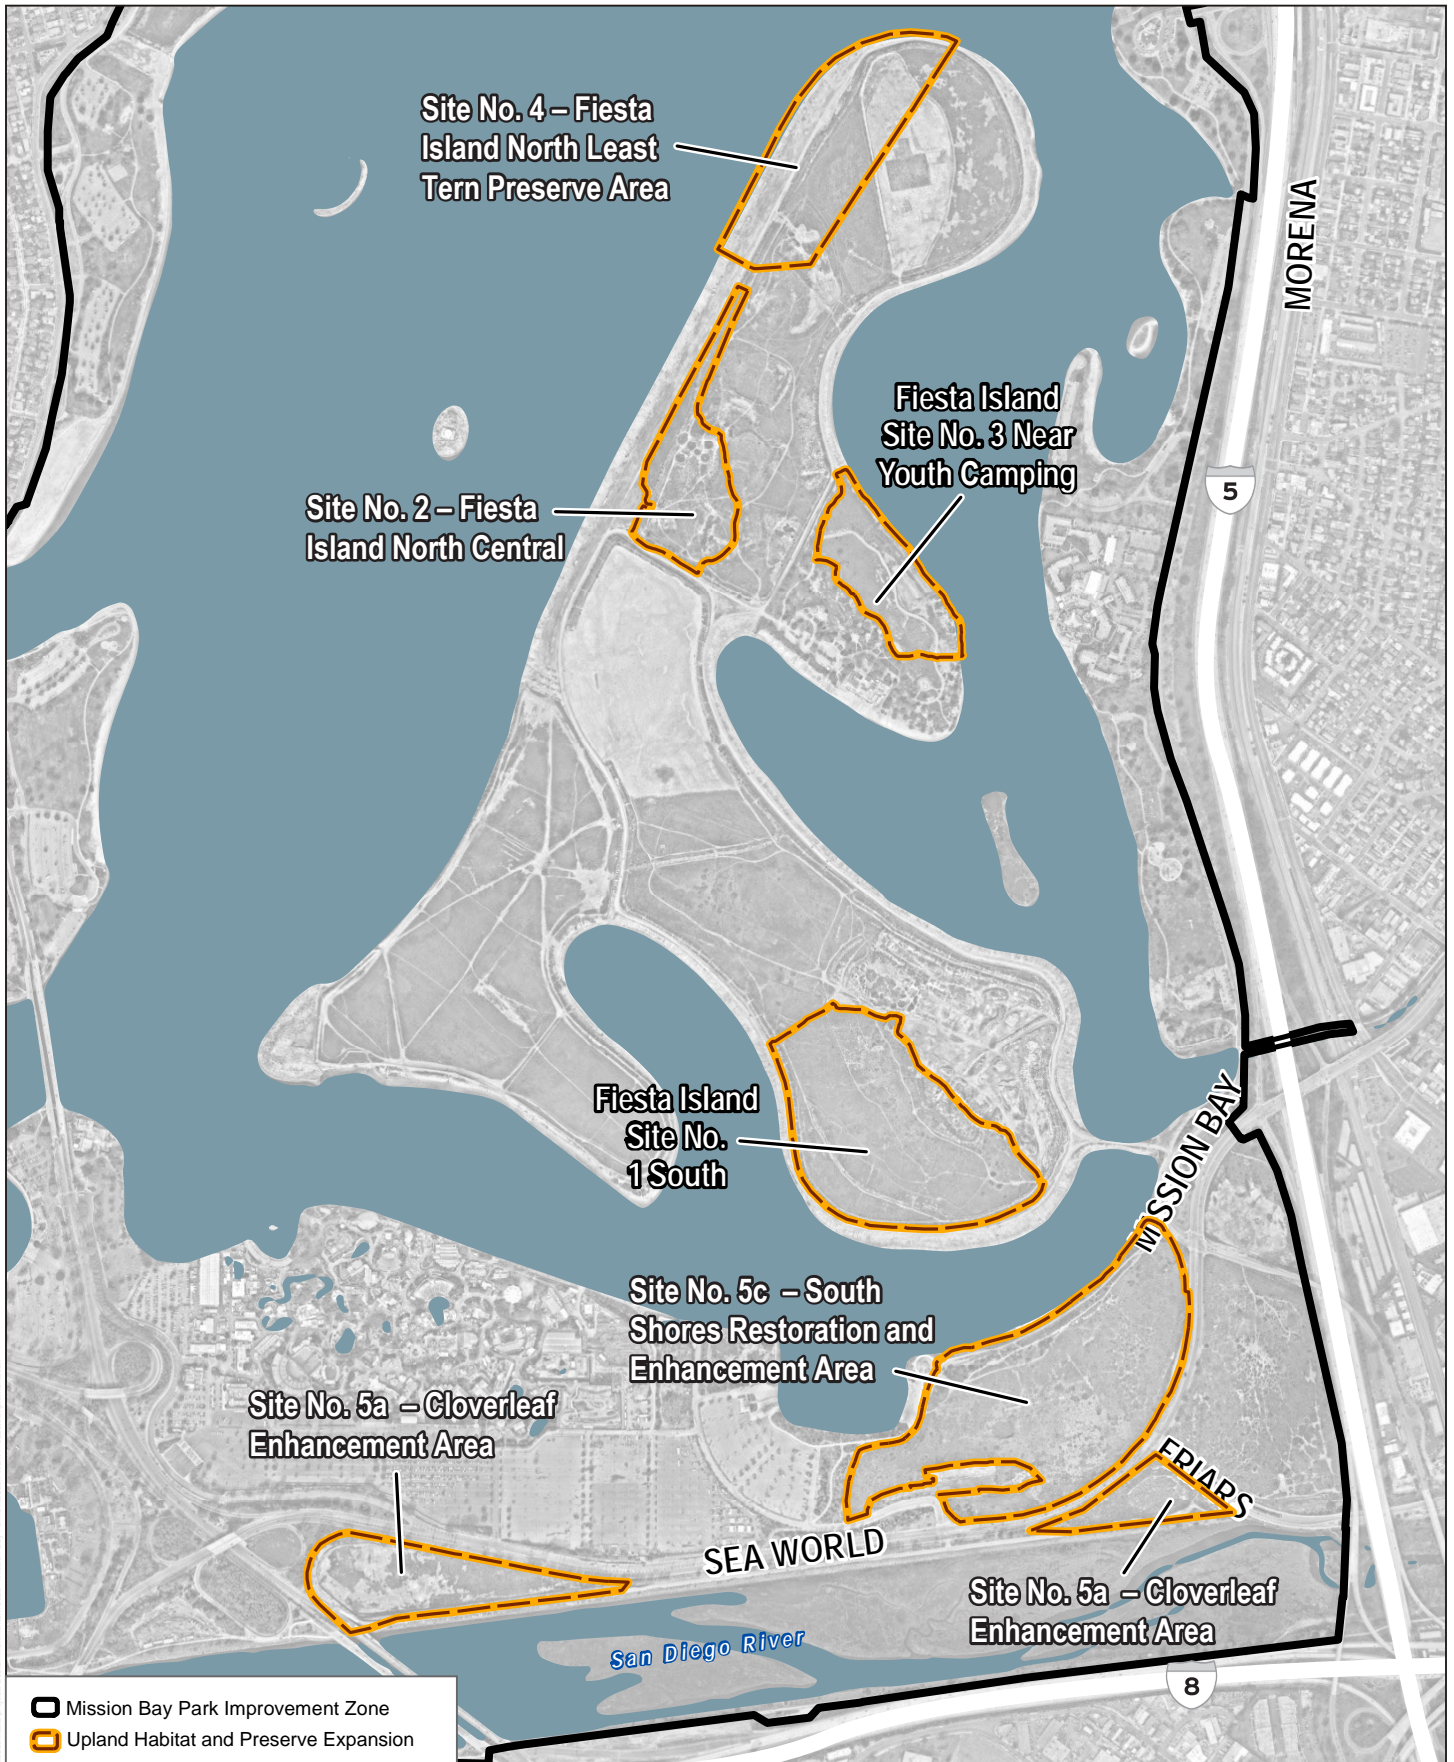 Site No. 4 – Fiesta
Island North Least
Tern Preserve Area
MORENA
Fiesta Island
Site No. 3 Near
Youth Camping
5
Site No. 2 – Fiesta
Island North Central
Fiesta Island
Site No.
1 South
MISSION BAY
Site No. 5c – South
Shores Restoration and
Enhancement Area
Site No. 5a – Cloverleaf
Enhancement Area
FRIARS
SEA WORLD
Site No. 5a – Cloverleaf
Enhancement Area
San Diego River
8
Mission Bay Park Improvement Zone
Upland Habitat and Preserve Expansion